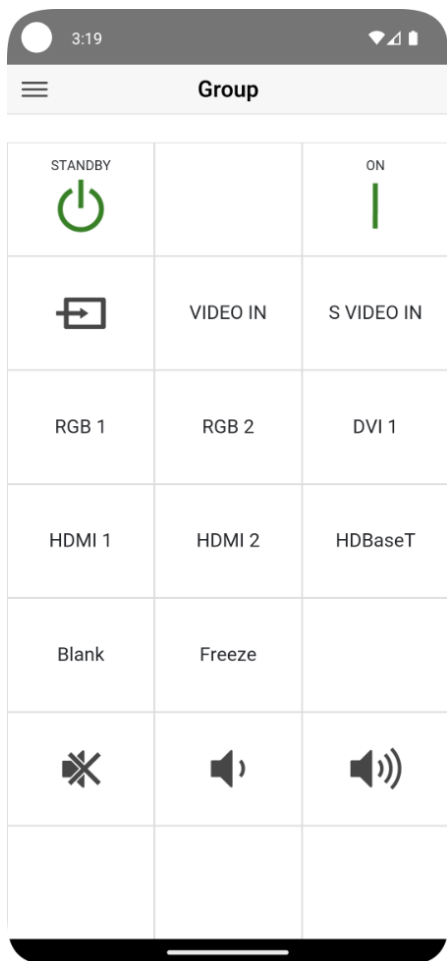 3:19
Group
STANDBY
ON
VIDEO IN
S VIDEO IN
RGB 1
RGB 2
DVI 1
HDMI 1
HDMI 2
HDBaseT
Blank
Freeze